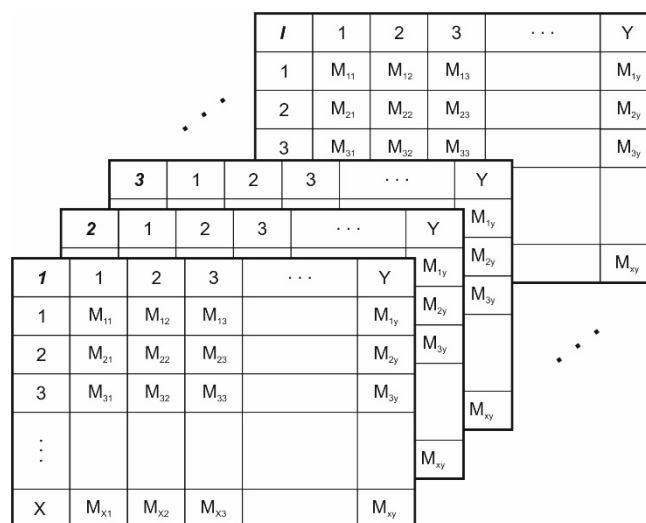 I 1 2 3 · · · Y
1 M₁₁ M₁₂ M₁₃ M₁y
2 M₂₁ M₂₂ M₂₃ M₂y
3 M₃₁ M₃₂ M₃₃ M₃y
Mxy
3 1 2 3 · · · Y
M₁y
M₂y
M₃y
Mxy
2 1 2 3 · · · Y
M₁y
M₂y
M₃y
Mxy
1 1 2 3 · · · Y
1 M₁₁ M₁₂ M₁₃ M₁y
2 M₂₁ M₂₂ M₂₃ M₂y
3 M₃₁ M₃₂ M₃₃ M₃y
⋮
X MX1 MX2 MX3 Mxy